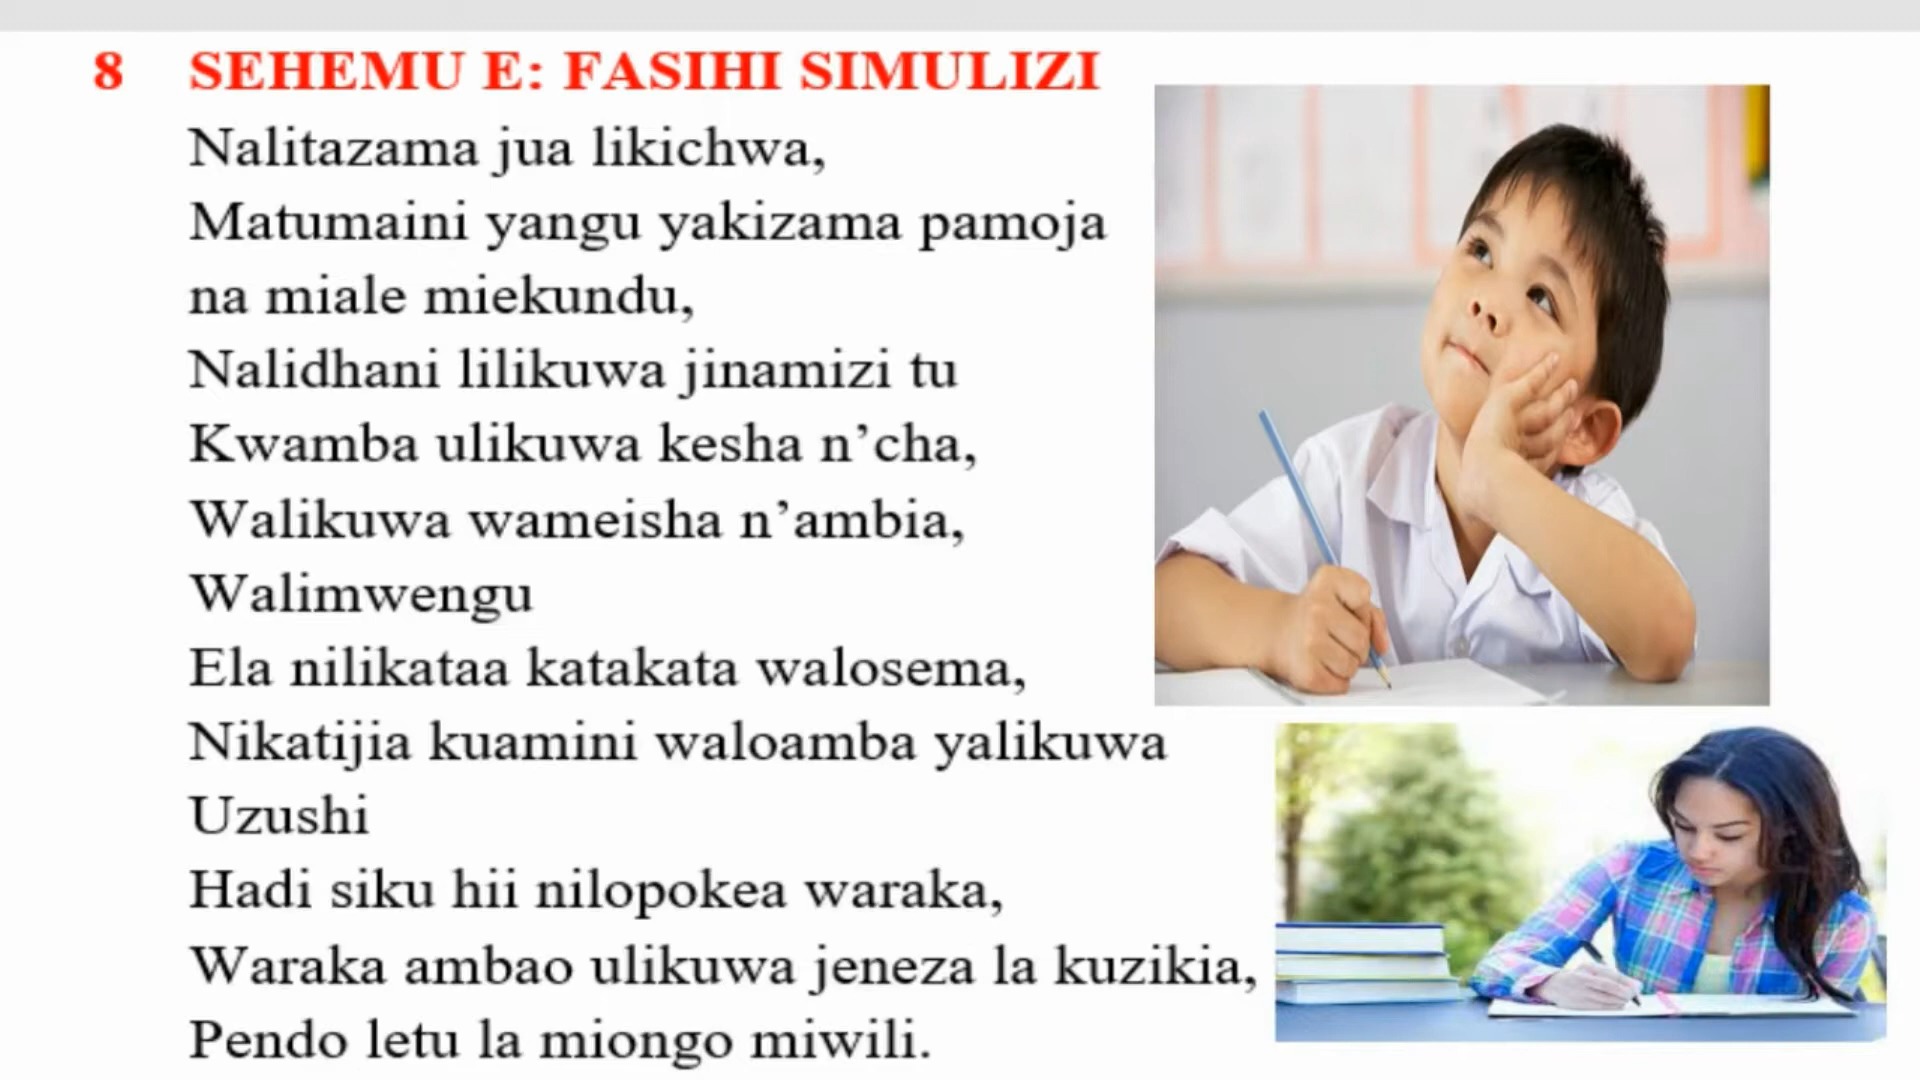 8 SEHEMU E: FASIHI SIMULIZI
Nalitazama jua likichwa,
Matumaini yangu yakizama pamoja
na miale miekundu,
Nalidhani lilikuwa jinamizi tu
Kwamba ulikuwa kesha n’cha,
Walikuwa wameisha n’ambia,
Walimwengu
Ela nilikataa katakata walosema,
Nikatijia kuamini waloamba yalikuwa
Uzushi
Hadi siku hii nilopokea waraka,
Waraka ambao ulikuwa jeneza la kuzikia,
Pendo letu la miongo miwili.